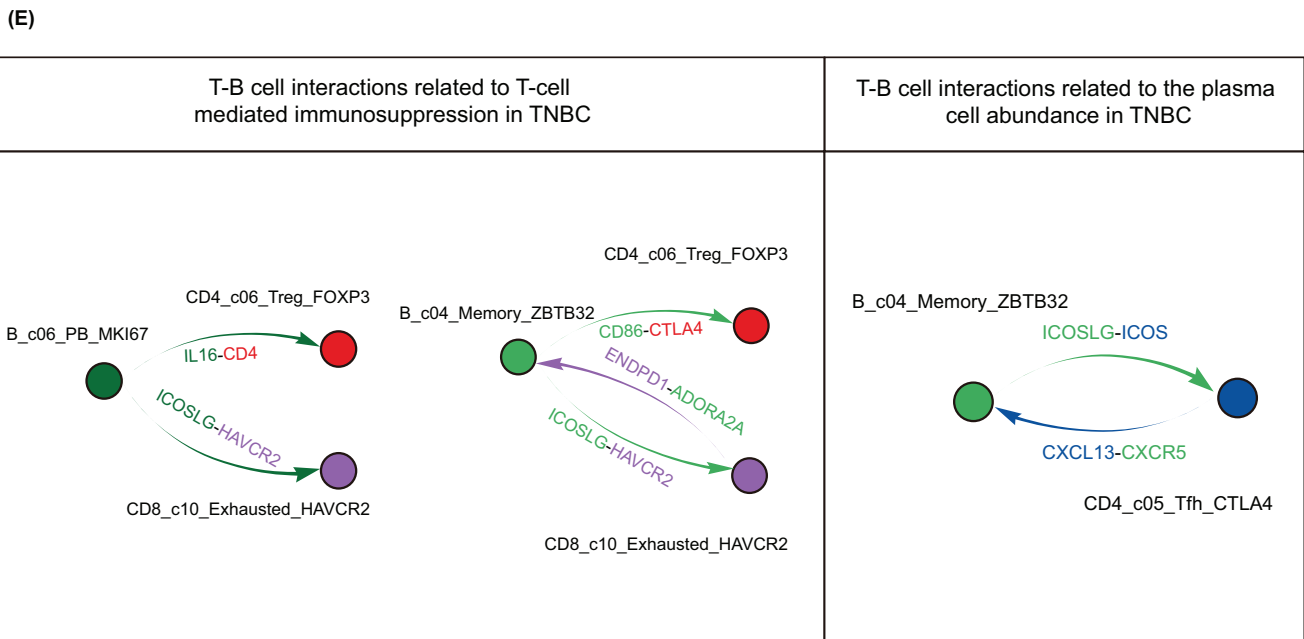 (E)
T-B cell interactions related to T-cell
mediated immunosuppression in TNBC
T-B cell interactions related to the plasma
cell abundance in TNBC
B_c06_PB_MKI67
CD4_c06_Treg_FOXP3
IL16-CD4
ICOSLG-HAVCR2
CD8_c10_Exhausted_HAVCR2
CD4_c06_Treg_FOXP3
B_c04_Memory_ZBTB32
CD86-CTLA4
ENDPD1-ADORA2A
ICOSLG-HAVCR2
CD8_c10_Exhausted_HAVCR2
B_c04_Memory_ZBTB32
ICOSLG-ICOS
CXCL13-CXCR5
CD4_c05_Tfh_CTLA4